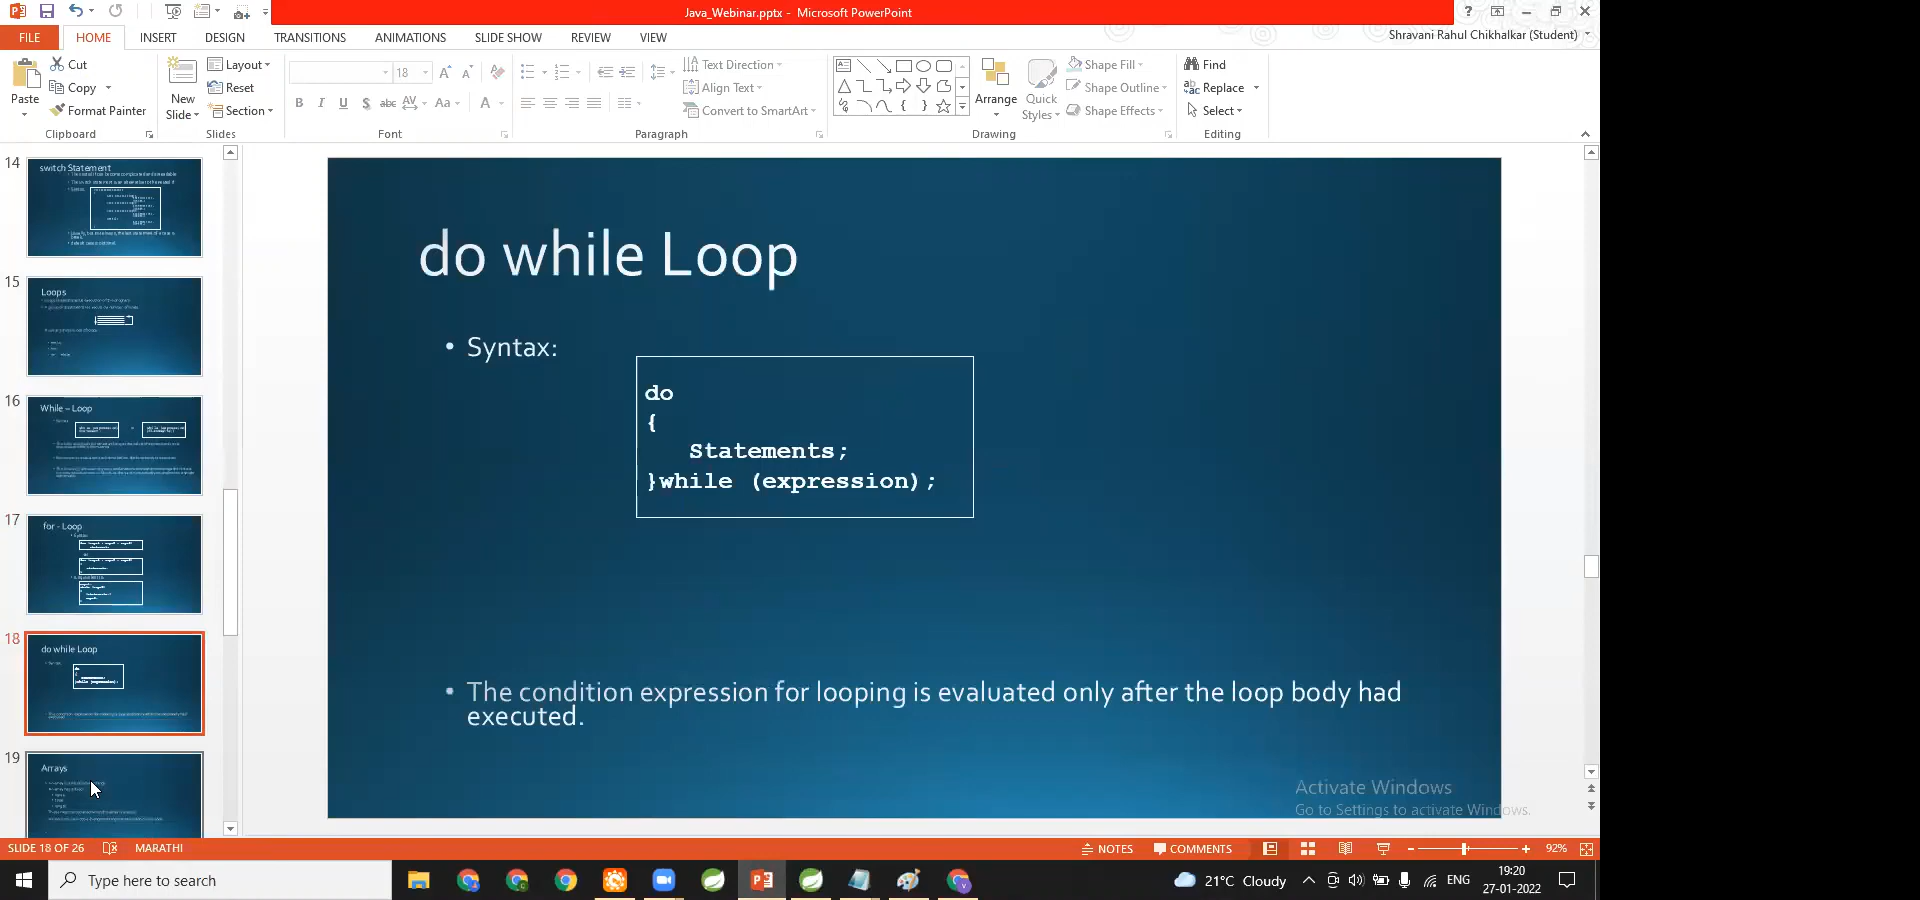 Java_Webinar.pptx - Microsoft PowerPoint
?
FILE HOME INSERT DESIGN TRANSITIONS ANIMATIONS SLIDE SHOW REVIEW VIEW
Shravani Rahul Chikhalkar (Student)
Paste
Cut
Copy
Format Painter
Clipboard
New
Slide
Layout
Reset
Section
Slides
18
Font
Text Direction
Align Text
Convert to SmartArt
Paragraph
Arrange
Quick
Styles
Shape Fill
Shape Outline
Shape Effects
Drawing
Find
Replace
Select
Editing
14
switch Statement
15
Loops
16
While – Loop
17
for - Loop
18
do while Loop
19
Arrays
do while Loop
• Syntax:
do
{
Statements;
}while (expression);
• The condition expression for looping is evaluated only after the loop body had
executed.
Activate Windows
Go to Settings to activate Windows.
SLIDE 18 OF 26 MARATHI NOTES COMMENTS 92%
Type here to search
21°C Cloudy
ENG
19:20
27-01-2022